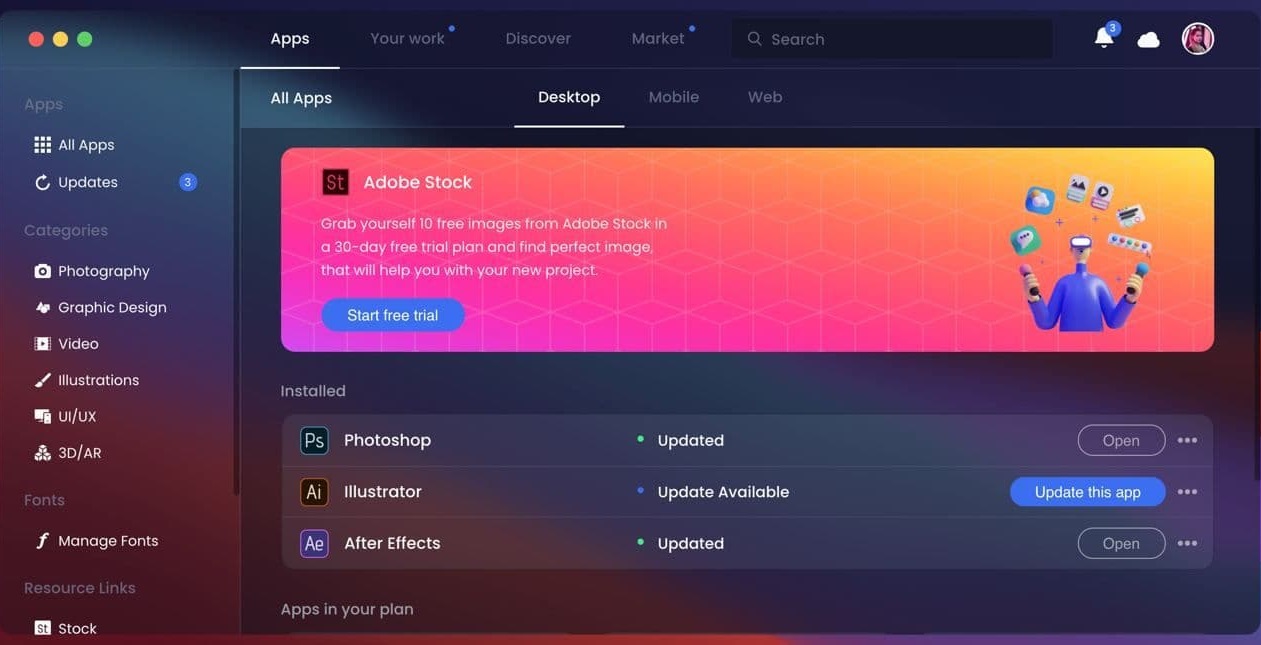 Apps Your work Discover Market Search 3
All Apps Desktop Mobile Web
Apps
All Apps
Updates 3
Categories
Photography
Graphic Design
Video
Illustrations
UI/UX
3D/AR
Fonts
Manage Fonts
Resource Links
St Stock
St Adobe Stock
Grab yourself 10 free images from Adobe Stock in
a 30-day free trial plan and find perfect image,
that will help you with your new project.
Start free trial
Installed
Ps Photoshop Updated Open
Ai Illustrator Update Available Update this app
Ae After Effects Updated Open
Apps in your plan